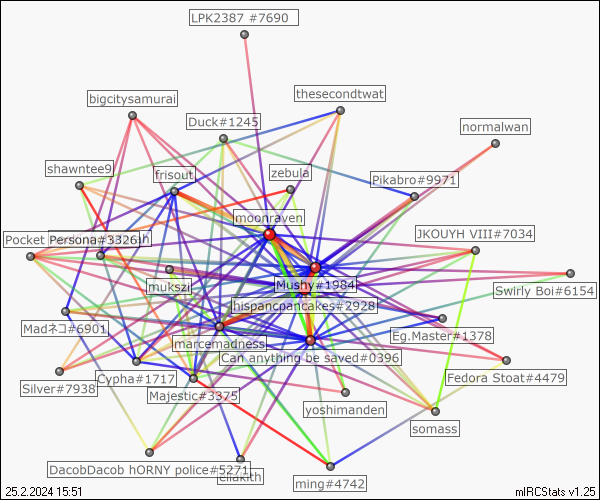 LPK2387 #7690
thesecondtwat
bigcitysamurai
Duck#1245
normalwan
shawntee9
frisout
zebula
Pikabro#9971
moonraven
Pocket Persona#3326
JKOUYH VIII#7034
mukszi
Mushy#1984
Swirly Boi#6154
hispancpancakes#2928
Madネコ#6901
marcemadness
Eg.Master#1378
Can anything be saved#0396
Silver#7938
Cypha#1717
Majestic#3375
Fedora Stoat#4479
yoshimanden
somass
DacobDacob hORNY police#5271
ming#4742
25.2.2024 15:51
mIRCStats v1.25